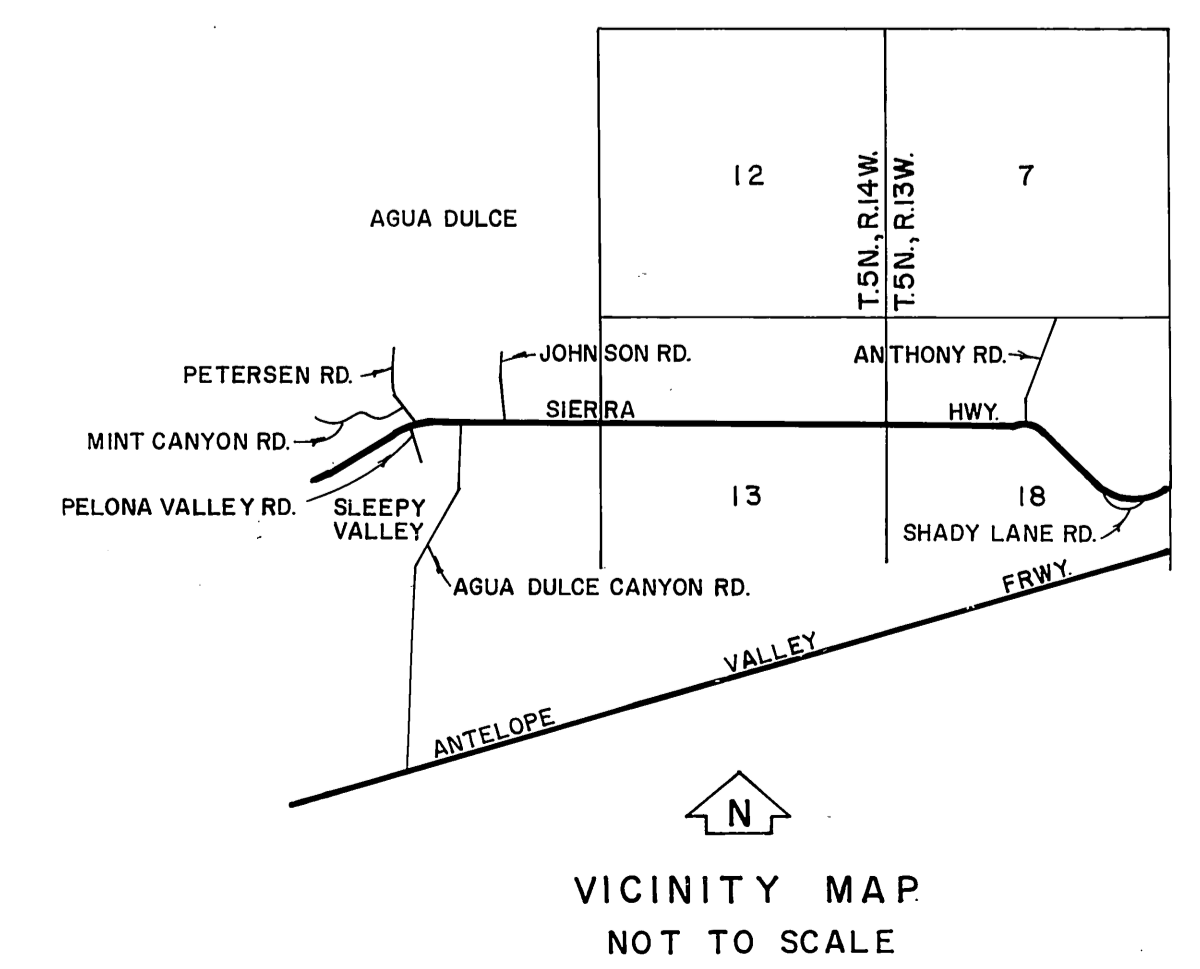 12
7
T.5N., R.14W.
T.5N., R.13W.
AGUA DULCE
JOHNSON RD.
ANTHONY RD.
PETERSEN RD.
SIERRA HWY.
MINT CANYON RD.
PELONA VALLEY RD.
SLEEPY
VALLEY
13
18
SHADY LANE RD.
AGUA DULCE CANYON RD.
ANTELOPE VALLEY FRWY.
N
VICINITY MAP
NOT TO SCALE